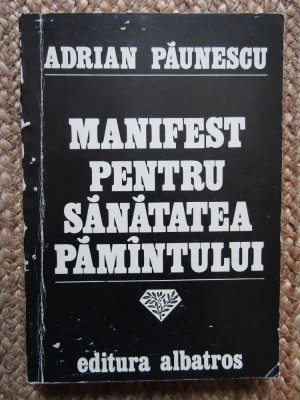 ADRIAN PĂUNESCU
MANIFEST
PENTRU
SĂNĂTATEA
PĂMÎNTULUI
editura albatros